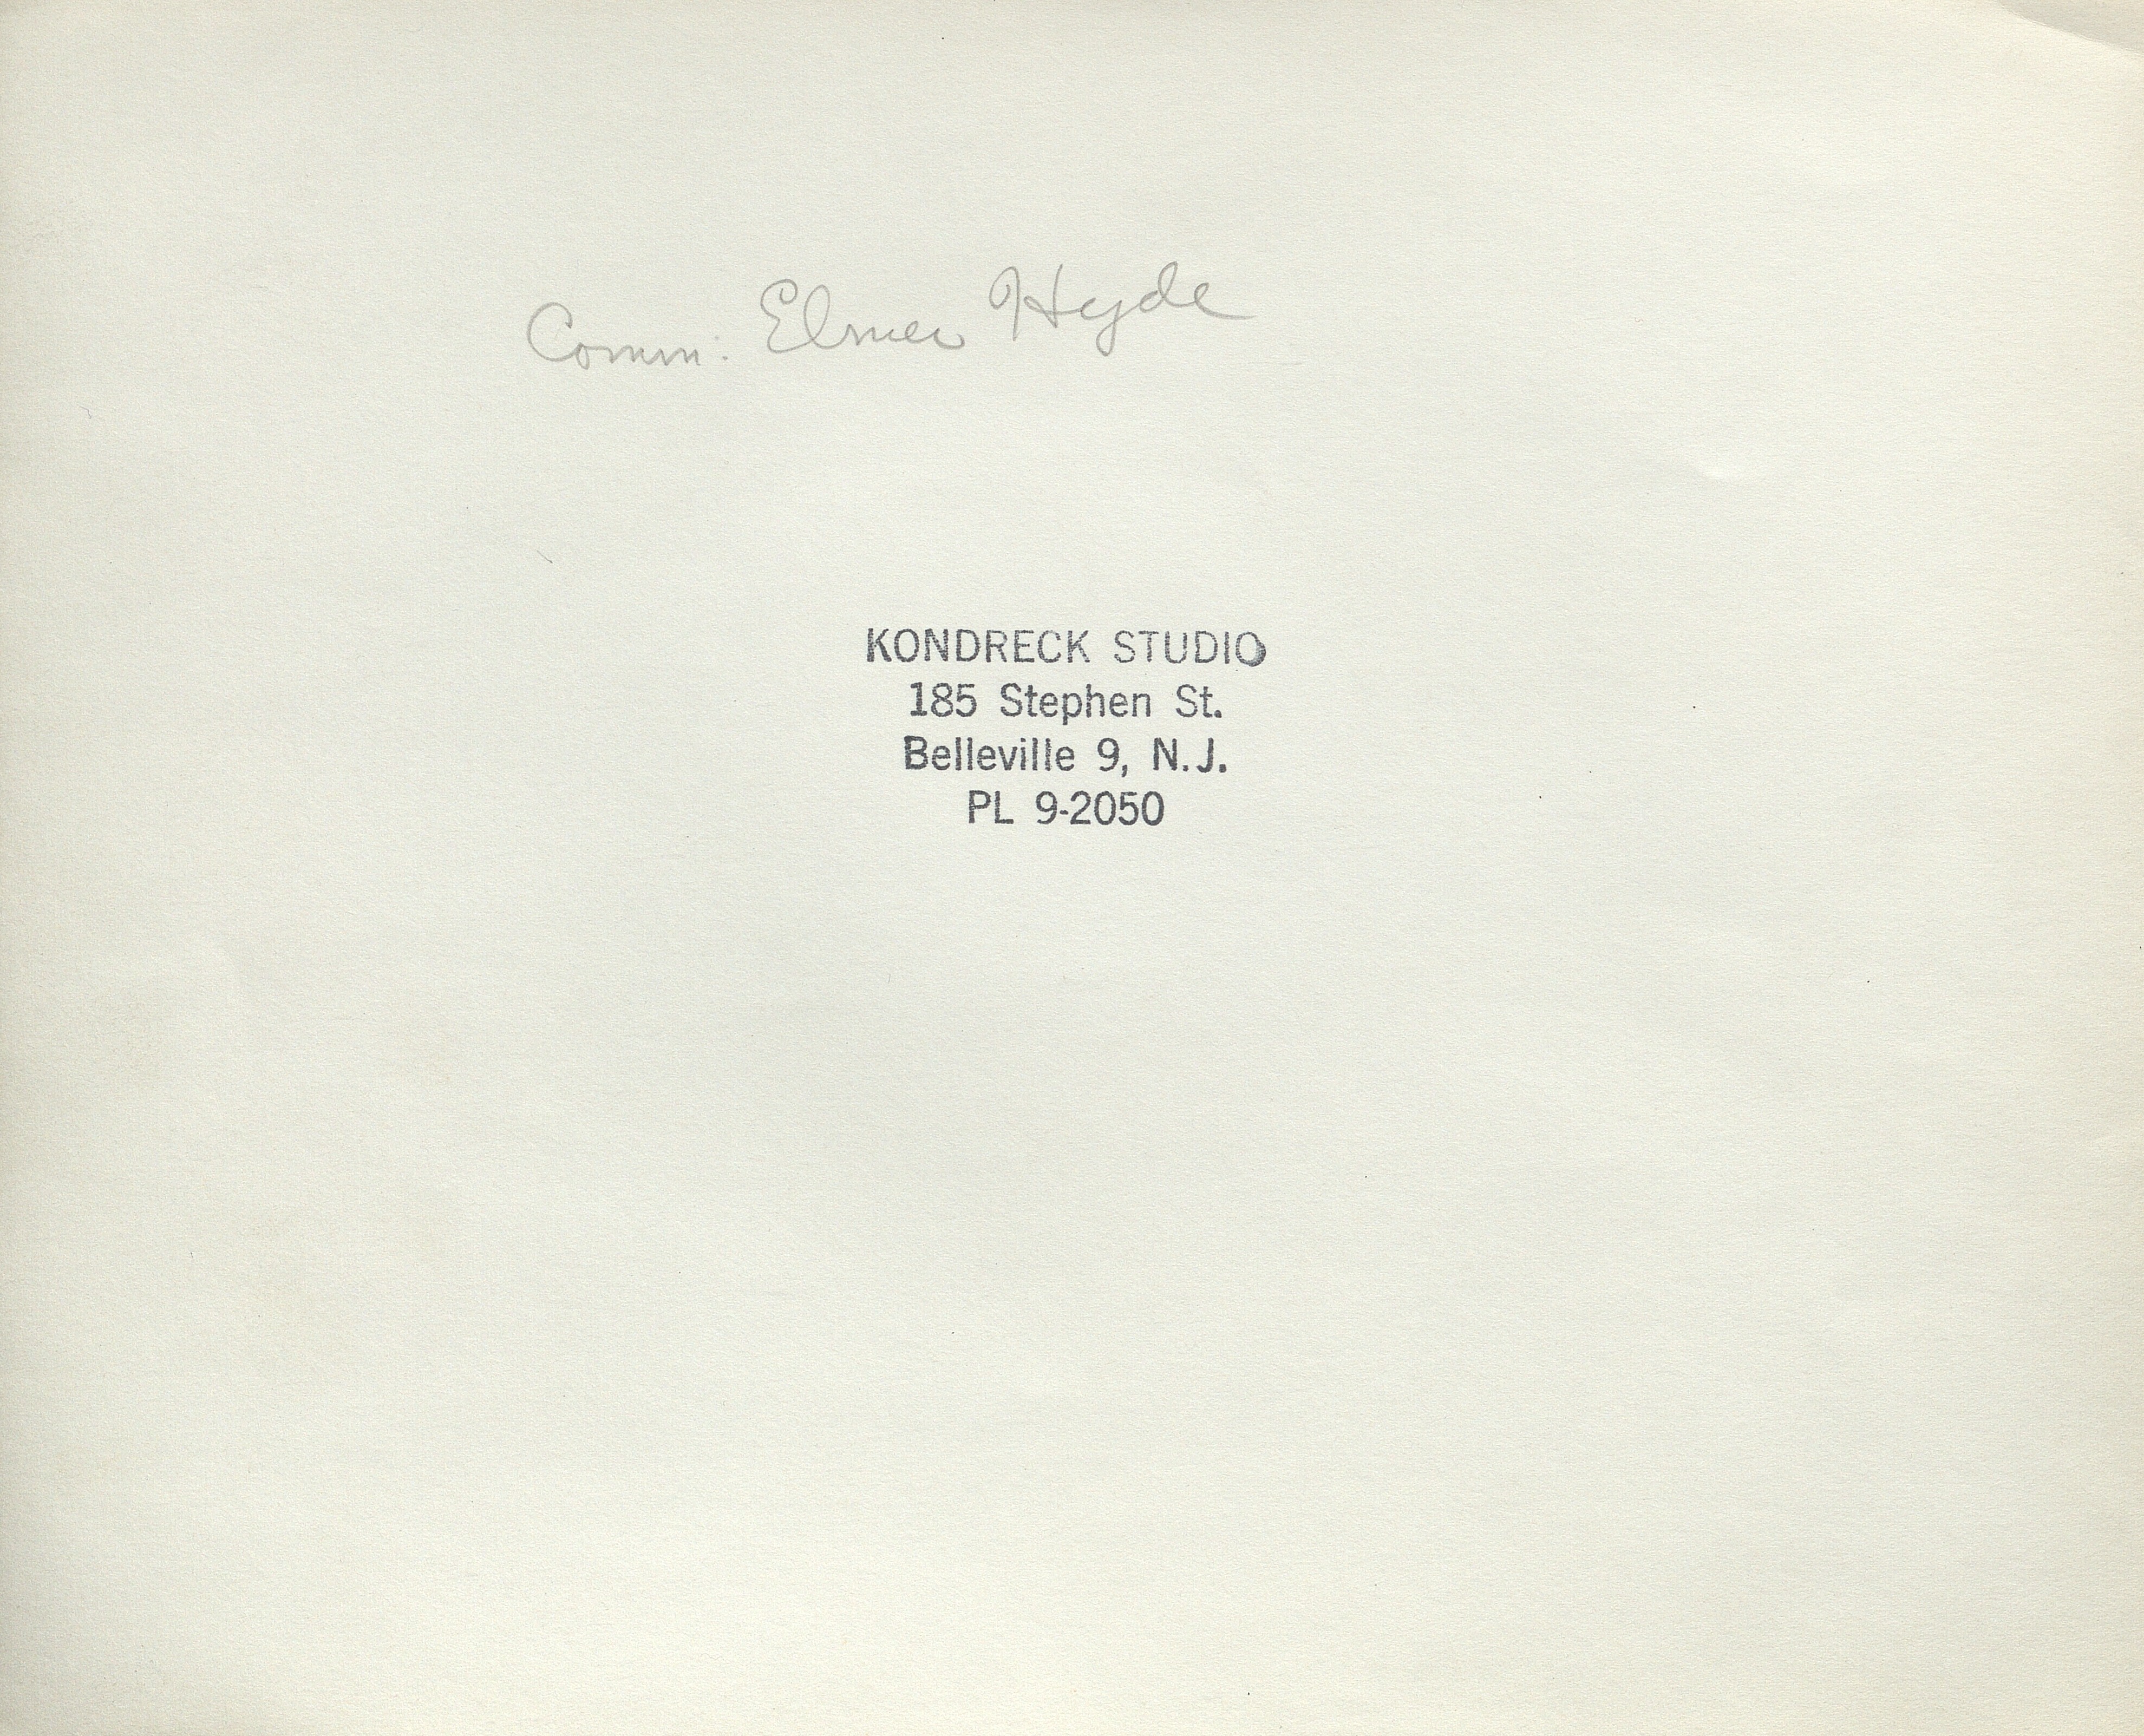 Comm: Elmer Hyde
KONDRECK STUDIO
185 Stephen St.
Belleville 9, N.J.
PL 9-2050